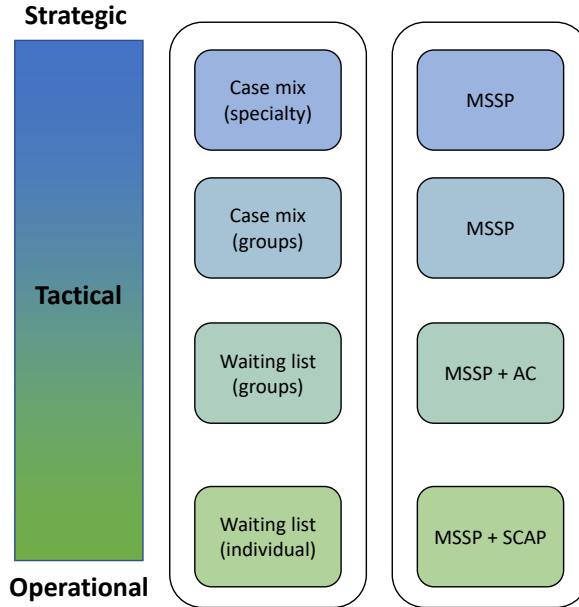 Strategic
Case mix
(specialty)
MSSP
Case mix
(groups)
MSSP
Tactical
Waiting list
(groups)
MSSP + AC
Waiting list
(individual)
MSSP + SCAP
Operational